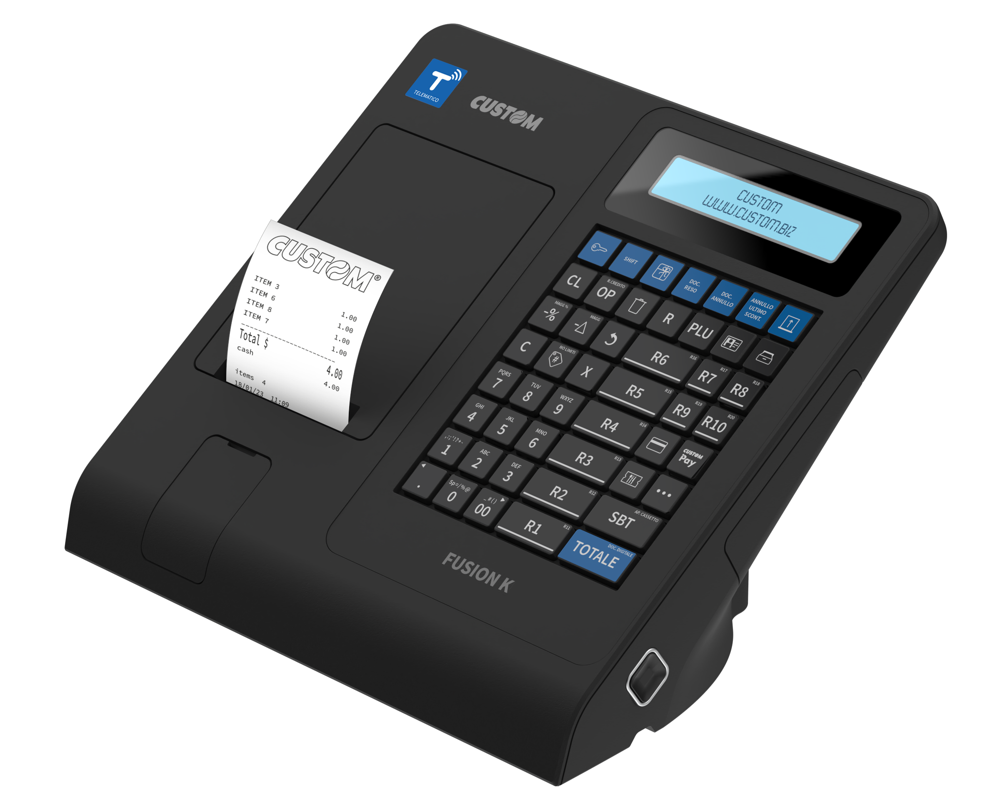 T
TELEMATICO
CUSTOM
CUSTOM
WWW.CUSTOM.BIZ
CUSTOM®
ITEM 3
ITEM 6
ITEM 8
ITEM 7
1.00
1.00
1.00
1.00
Total $ 4.00
cash 4.00
items 4
18/01/23 11:09
SHIFT
DOC. RESO
DOC. ANNULLO
ANNULLO ULTIMO SCONT.
CL
R.CREDITO
OP
R
PLU
MAGG %
-%
MAGG
-△
R16
R6
R17
R7
R18
R8
C
NO LIMITI
#
X
R15
R5
R19
R9
R20
R10
PQRS
7
TUV
8
WXYZ
9
R14
R4
CUSTOM Pay
GHI
4
JKL
5
MNO
6
R13
R3
...
,.;:'!?+-
1
ABC
2
DEF
3
R12
R2
AP. CASSETTO
SBT
.
Sp=/%@
0
_#()
00
R11
R1
DOC. DIGITALE
TOTALE
FUSION K